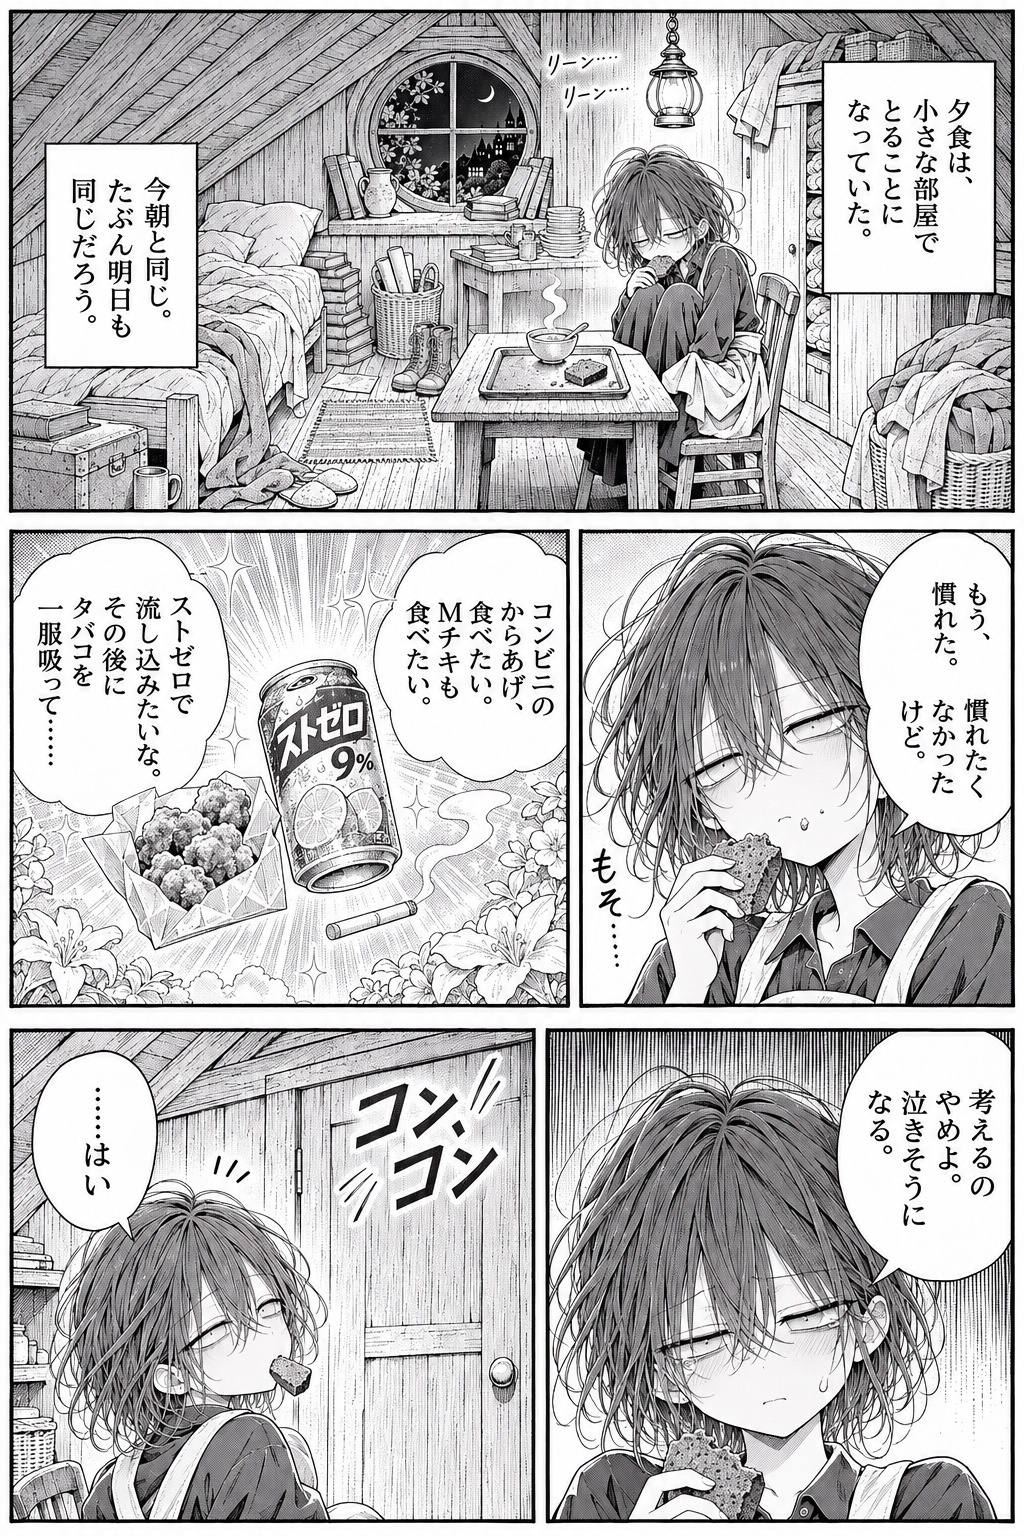 夕食は、
小さな部屋で
とることに
なっていた。
リーン‥‥
リーン‥‥
今朝と同じ。
たぶん明日も
同じだろう。
もう、
慣れた。
慣れたく
なかった
けど。
もそ……
コンビニの
からあげ、
食べたい。
Mチキも
食べたい。
ストゼロ
9%
ストゼロで
流し込みたいな。
その後に
タバコを
一服吸って………
考えるの
やめよ。
泣きそうに
なる。
コン、
コン
……はい